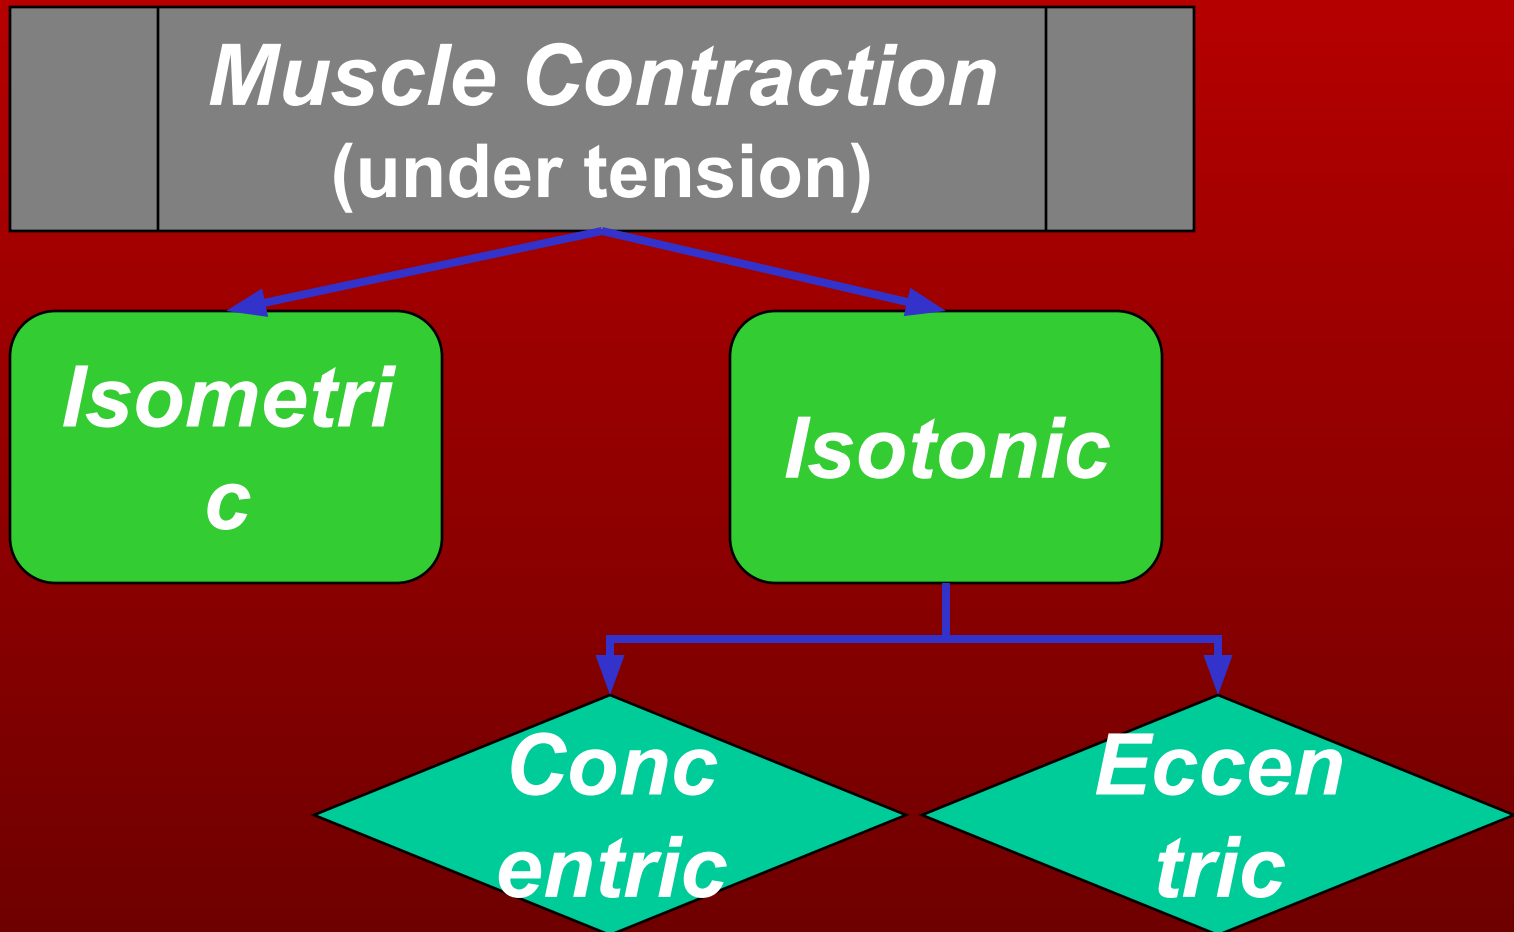 Muscle Contraction
(under tension)
Isometri
c
Isotonic
Conc
entric
Eccen
tric